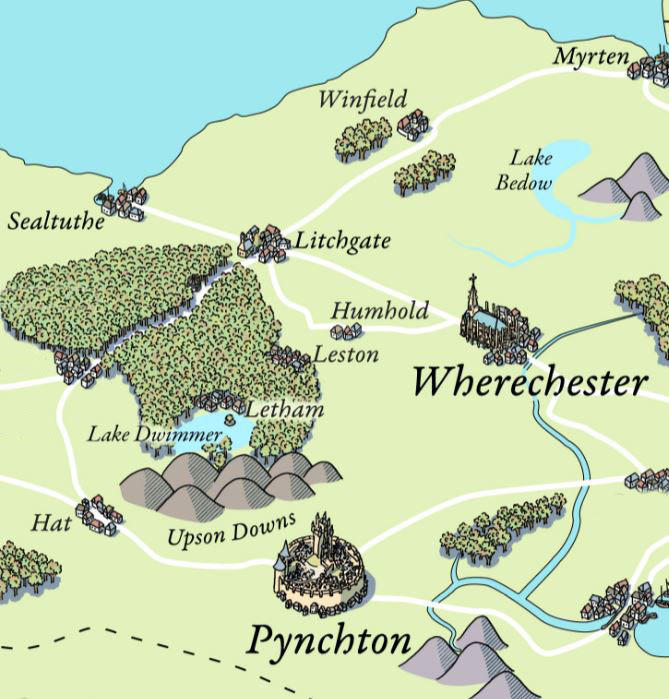 Myrten
Winfield
Lake
Bedow
Sealtuthe
Litchgate
Humhold
Leston
Wherechester
Letham
Lake Dwimmer
Hat
Upson Downs
Pynchton